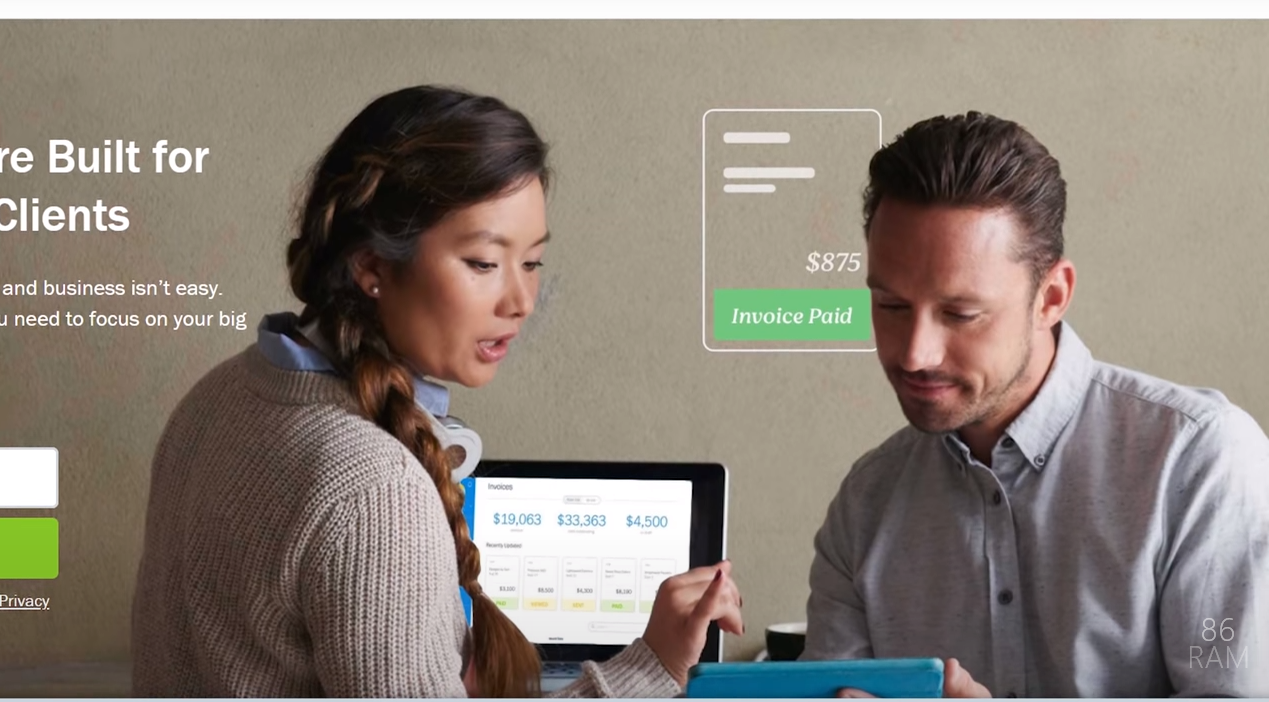 re Built for
Clients
and business isn't easy.
u need to focus on your big
Privacy
$875
Invoice Paid
Invoices
$19,063 $33,363 $4,500
Recently Updated
86
RAM